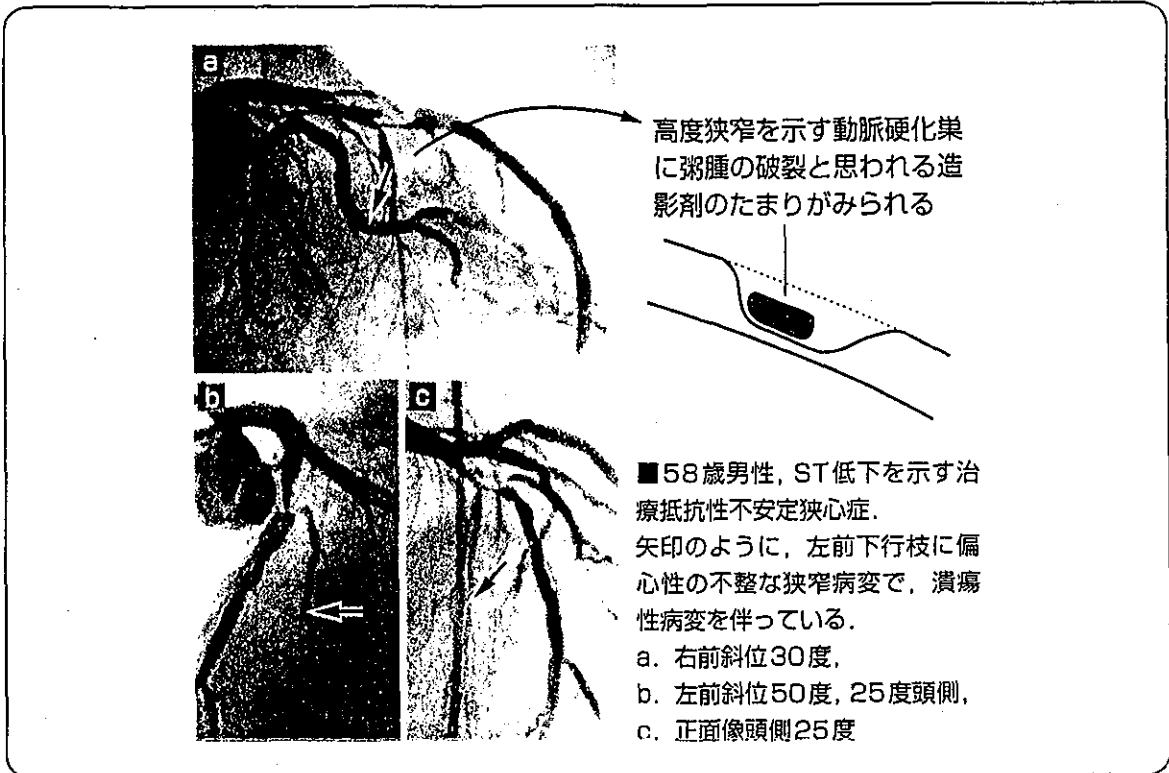 a
高度狭窄を示す動脈硬化巣
に粥腫の破裂と思われる造
影剤のたまりがみられる
b
c
■58歳男性，ST低下を示す治
療抵抗性不安定狭心症．
矢印のように，左前下行枝に偏
心性の不整な狭窄病変で，潰瘍
性病変を伴っている．
a．右前斜位30度，
b．左前斜位50度，25度頭側，
c．正面像頭側25度